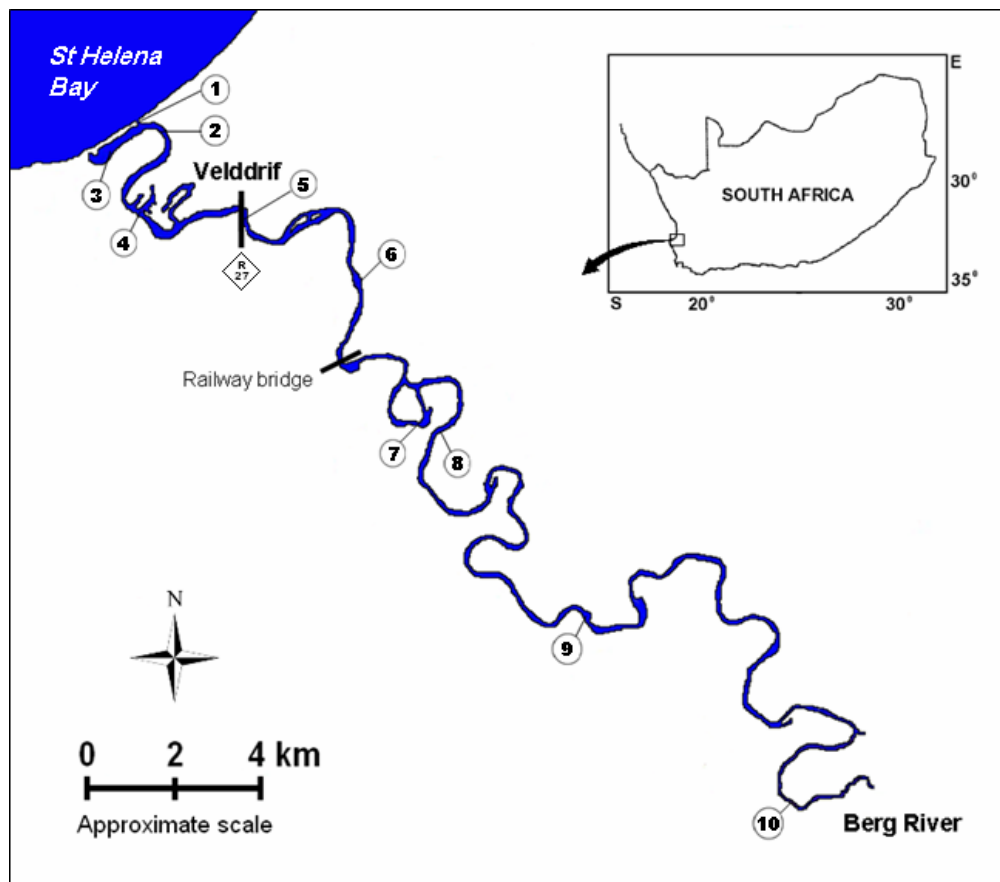 St Helena
Bay
1
2
3
Velddrif
4
5
R
27
6
Railway bridge
7
8
9
10
Berg River
N
0 2 4 km
Approximate scale
E
30°
SOUTH AFRICA
35°
S 20° 30°